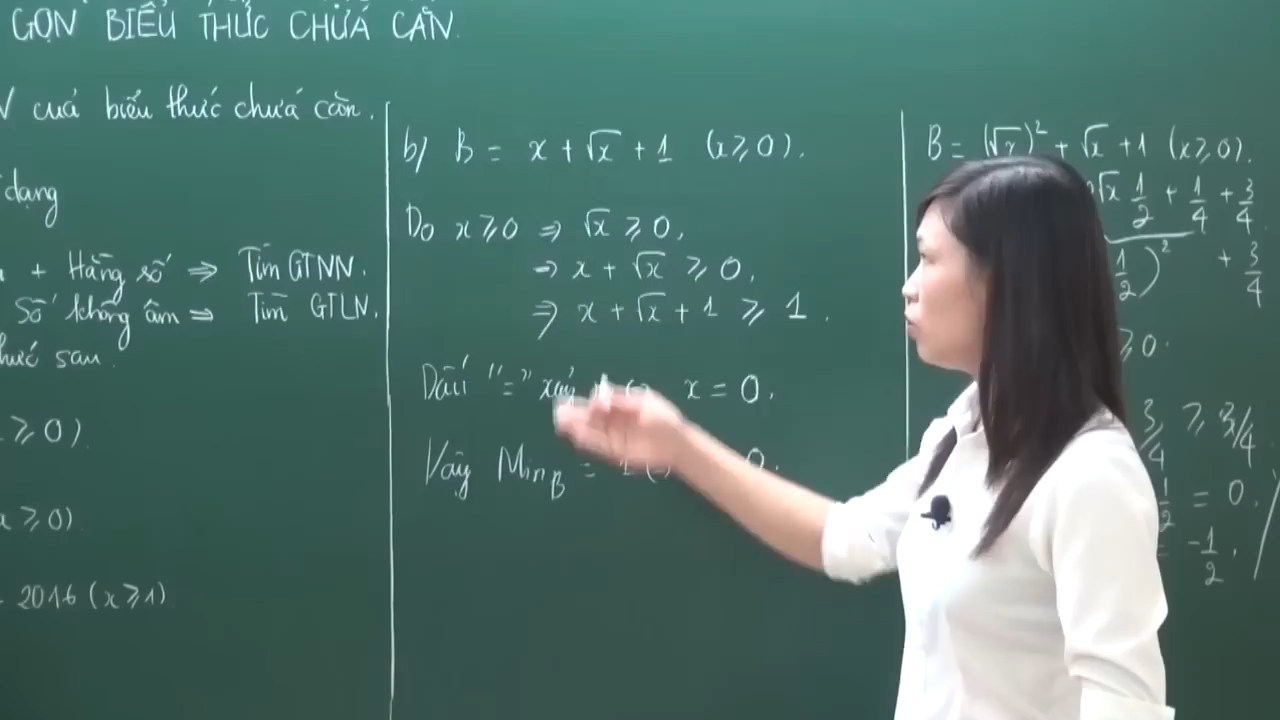 GỌN BIỂU THỨC CHỨA CĂN.
của biểu thức chứa căn.
dạng
+ Hằng số ⇒ Tìm GTNN.
Số không âm ⇒ Tìm GTLN.
thức sau.
≥ 0).
x ≥ 0).
2016 (x ≥ 1)
b) B = x + √x + 1 (x ≥ 0).
Do x ≥ 0 ⇒ √x ≥ 0,
⇒ x + √x ≥ 0,
⇒ x + √x + 1 ≥ 1.
Dấu "=" xảy x = 0.
Vậy Min_B = 1 0.
B = (√x)² + √x + 1 (x ≥ 0).
√x 1/2 + 1/4 + 3/4
1/2)² + 3/4
≥ 0.
3/4 ≥ 3/4
1/2 = 0.
= -1/2.